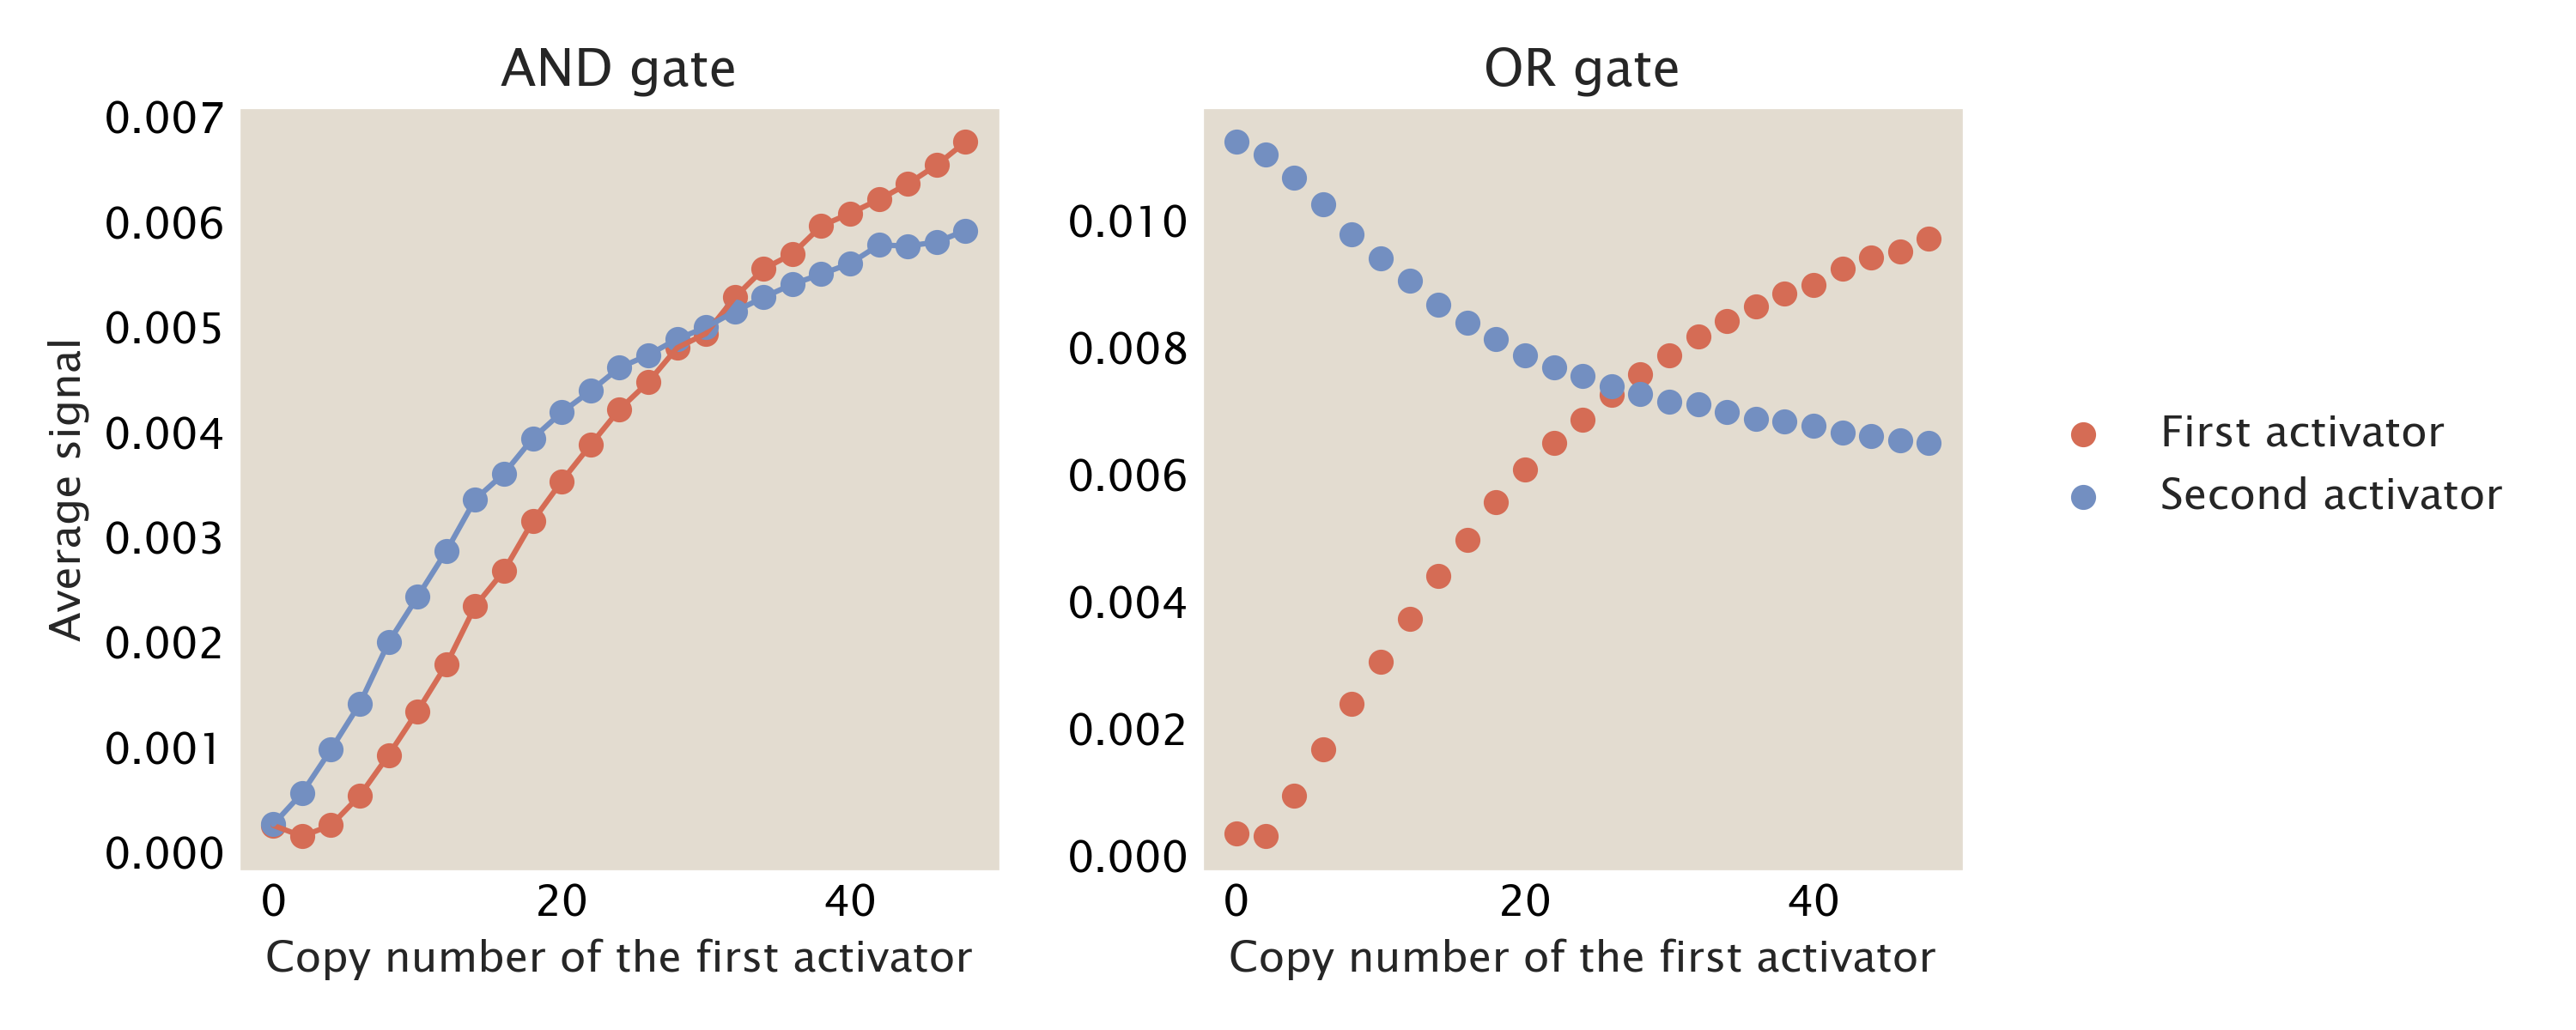 AND gate
0.007
0.006
0.005
0.004
0.003
0.002
0.001
0.000
Average signal
0 20 40
Copy number of the first activator
OR gate
0.010
0.008
0.006
0.004
0.002
0.000
0 20 40
Copy number of the first activator
First activator
Second activator